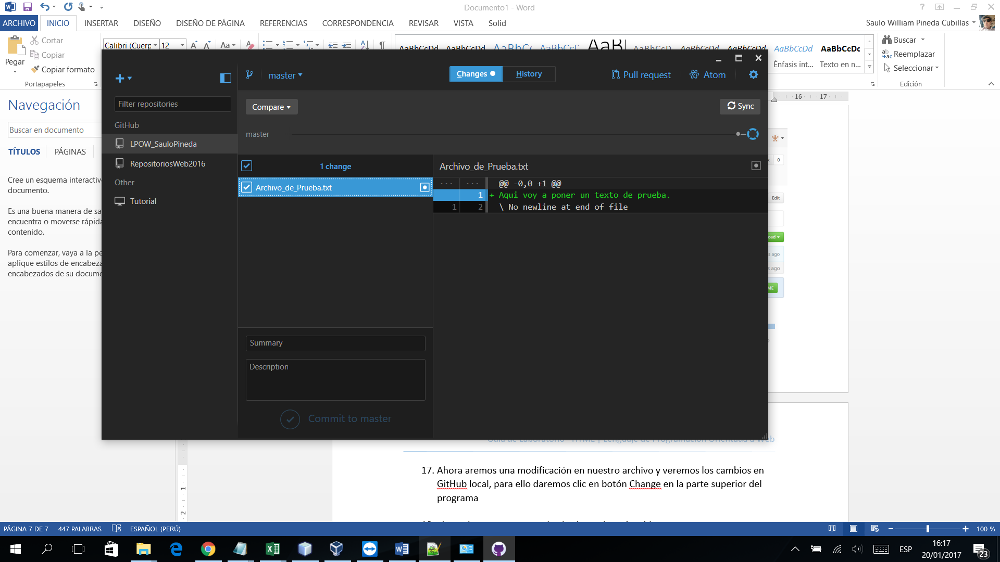 Documento1 - Word
ARCHIVO INICIO INSERTAR DISEÑO DISEÑO DE PÁGINA REFERENCIAS CORRESPONDENCIA REVISAR VISTA Solid
Saulo William Pineda Cubillas
Pegar
Cortar
Copiar
Copiar formato
Portapapeles
Calibri (Cuerp 12
Aa
AaBbCcDd
Énfasis int...
AaBbCcDc
Texto en n...
Buscar
Reemplazar
Seleccionar
Edición
16 17
Navegación
Buscar en documento
TÍTULOS PÁGINAS
Cree un esquema interactiv
documento.
Es una buena manera de sa
encuentra o moverse rápida
contenido.
Para comenzar, vaya a la pe
aplique estilos de encabeza
encabezados de su docume
master
Changes
History
Pull request
Atom
Filter repositories
GitHub
LPOW_SauloPineda
RepositoriosWeb2016
Other
Tutorial
Compare
Sync
master
1 change
Archivo_de_Prueba.txt
Archivo_de_Prueba.txt
@@ -0,0 +1 @@
1 + Aqui voy a poner un texto de prueba.
1 2 \ No newline at end of file
Summary
Description
Commit to master
0
Edit
oad
s ago
s ago
ME
17. Ahora aremos una modificación en nuestro archivo y veremos los cambios en
GitHub local, para ello daremos clic en botón Change en la parte superior del
programa
PÁGINA 7 DE 7 447 PALABRAS ESPAÑOL (PERÚ)
100 %
ESP
16:17
20/01/2017
23